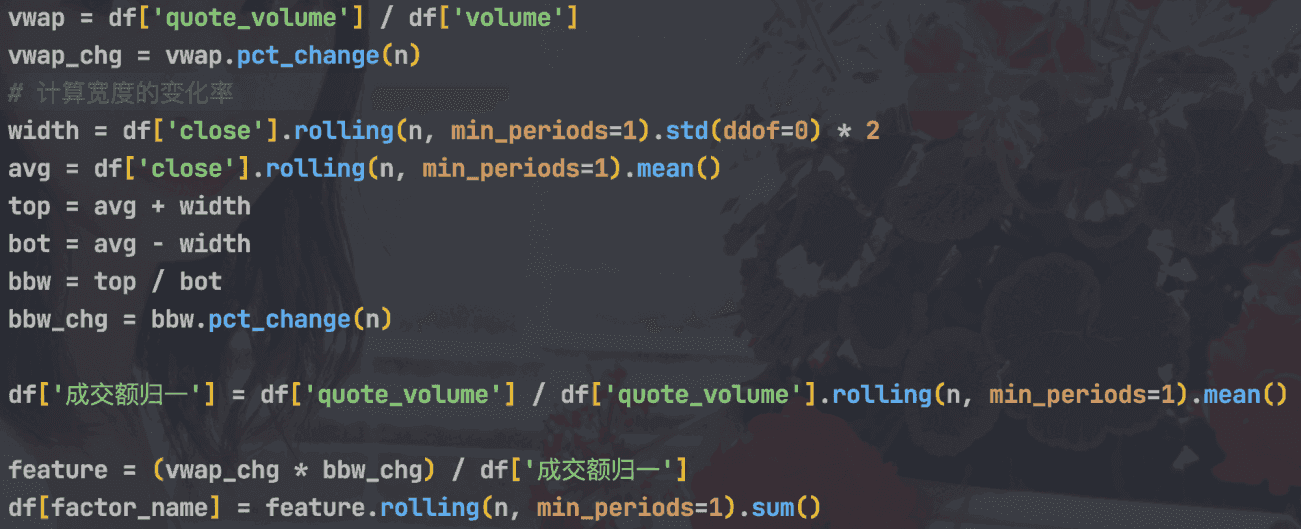 vwap = df['quote_volume'] / df['volume']
vwap_chg = vwap.pct_change(n)
# 计算宽度的变化率
width = df['close'].rolling(n, min_periods=1).std(ddof=0) * 2
avg = df['close'].rolling(n, min_periods=1).mean()
top = avg + width
bot = avg - width
bbw = top / bot
bbw_chg = bbw.pct_change(n)
df['成交额归一'] = df['quote_volume'] / df['quote_volume'].rolling(n, min_periods=1).mean()
feature = (vwap_chg * bbw_chg) / df['成交额归一']
df[factor_name] = feature.rolling(n, min_periods=1).sum()